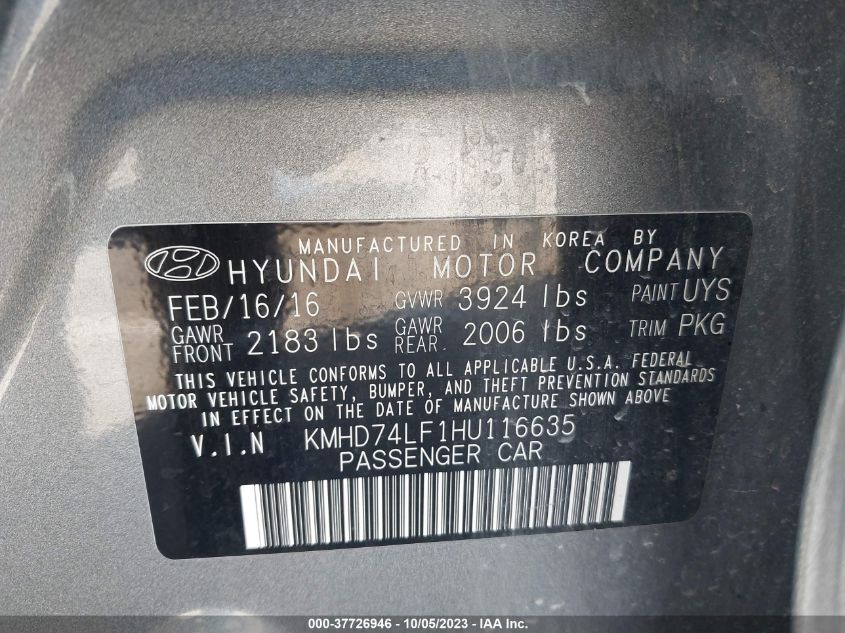 MANUFACTURED IN KOREA BY
HYUNDAI MOTOR COMPANY
FEB/16/16 GVWR 3924 lbs PAINT UYS
GAWR FRONT 2183 lbs GAWR REAR. 2006 lbs TRIM PKG
THIS VEHICLE CONFORMS TO ALL APPLICABLE U.S.A. FEDERAL
MOTOR VEHICLE SAFETY, BUMPER, AND THEFT PREVENTION STANDARDS
IN EFFECT ON THE DATE OF MANUFACTURE SHOWN ABOVE.
V.I.N KMHD74LF1HU116635
PASSENGER CAR
000-37726946 - 10/05/2023 - IAA Inc.